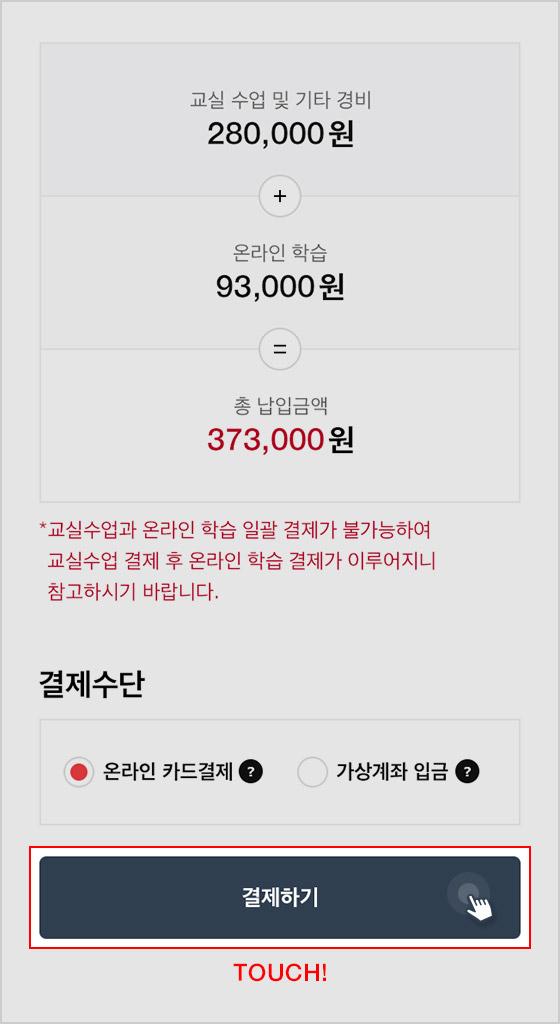 교실 수업 및 기타 경비
280,000원
+
온라인 학습
93,000원
=
총 납입금액
373,000원
*교실수업과 온라인 학습 일괄 결제가 불가능하여
교실수업 결제 후 온라인 학습 결제가 이루어지니
참고하시기 바랍니다.
결제수단
온라인 카드결제 ? 가상계좌 입금 ?
결제하기
TOUCH!